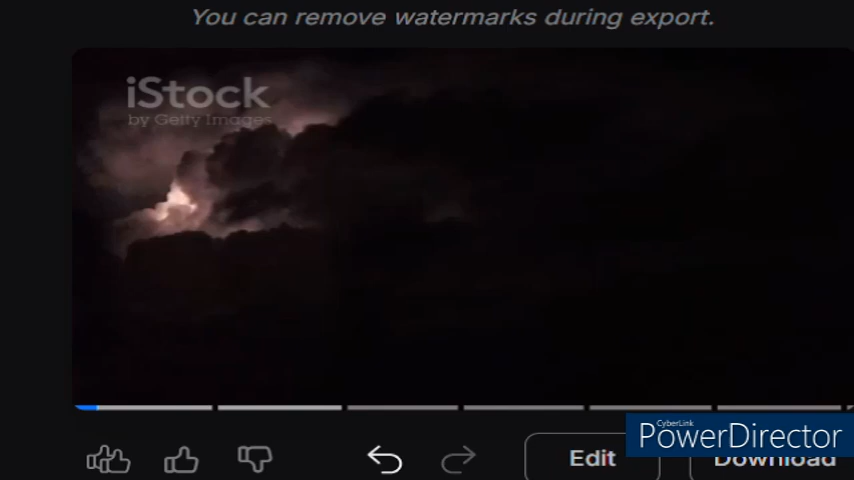 You can remove watermarks during export.
iStock
by Getty Images
CyberLink
PowerDirector
Edit
Download